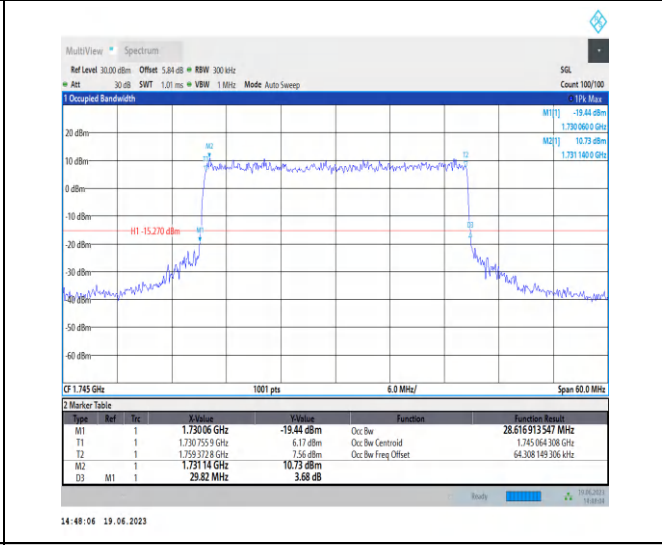 MultiView Spectrum
Ref Level 30.00 dBm Offset 5.84 dB RBW 300 kHz SGL
Att 30 dB SWT 1.01 ms VBW 1 MHz Mode Auto Sweep Count 100/100
1 Occupied Bandwidth 1Pk Max
M1[1] -19.44 dBm
1.730 060 0 GHz
M2[1] 10.73 dBm
1.731 140 0 GHz
20 dBm
M2
T1
T2
10 dBm
0 dBm
-10 dBm
H1 -15.270 dBm
M1
D3
-20 dBm
-30 dBm
-40 dBm
-50 dBm
-60 dBm
CF 1.745 GHz 1001 pts 6.0 MHz/ Span 60.0 MHz
2 Marker Table
Type Ref Trc X-Value Y-Value Function Function Result
M1 1 1.73006 GHz -19.44 dBm Occ Bw 28.616 913 547 MHz
T1 1 1.730 755 9 GHz 6.17 dBm Occ Bw Centroid 1.745 064 308 GHz
T2 1 1.759 372 8 GHz 7.56 dBm Occ Bw Freq Offset 64.308 149 306 kHz
M2 1 1.73114 GHz 10.73 dBm
D3 M1 1 29.82 MHz 3.68 dB
Ready 19.06.2023
14:48:06 19.06.2023